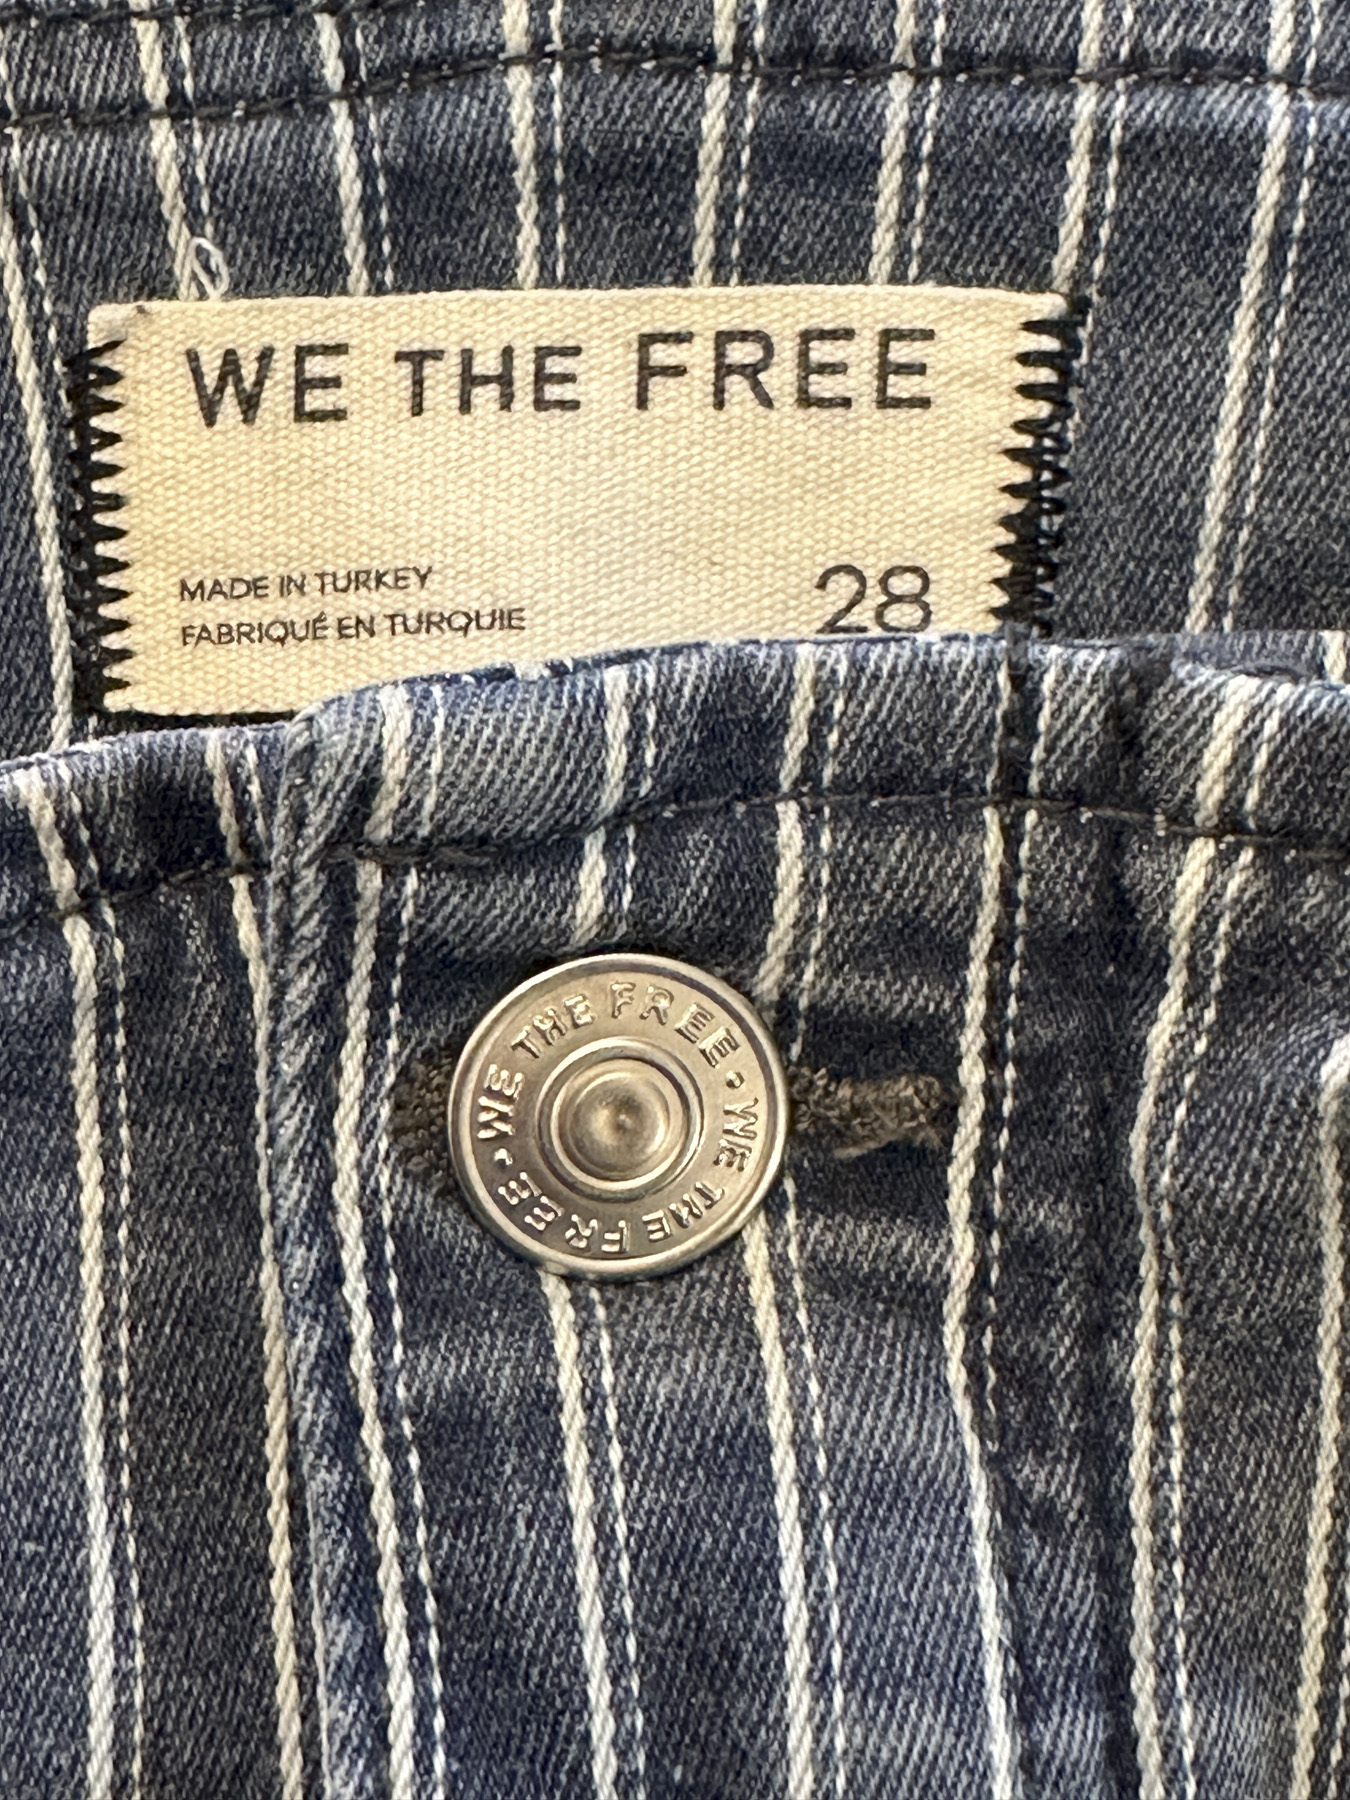 WE THE FREE
MADE IN TURKEY
FABRIQUÉ EN TURQUIE
28
WE THE FREE • WE THE FREE •